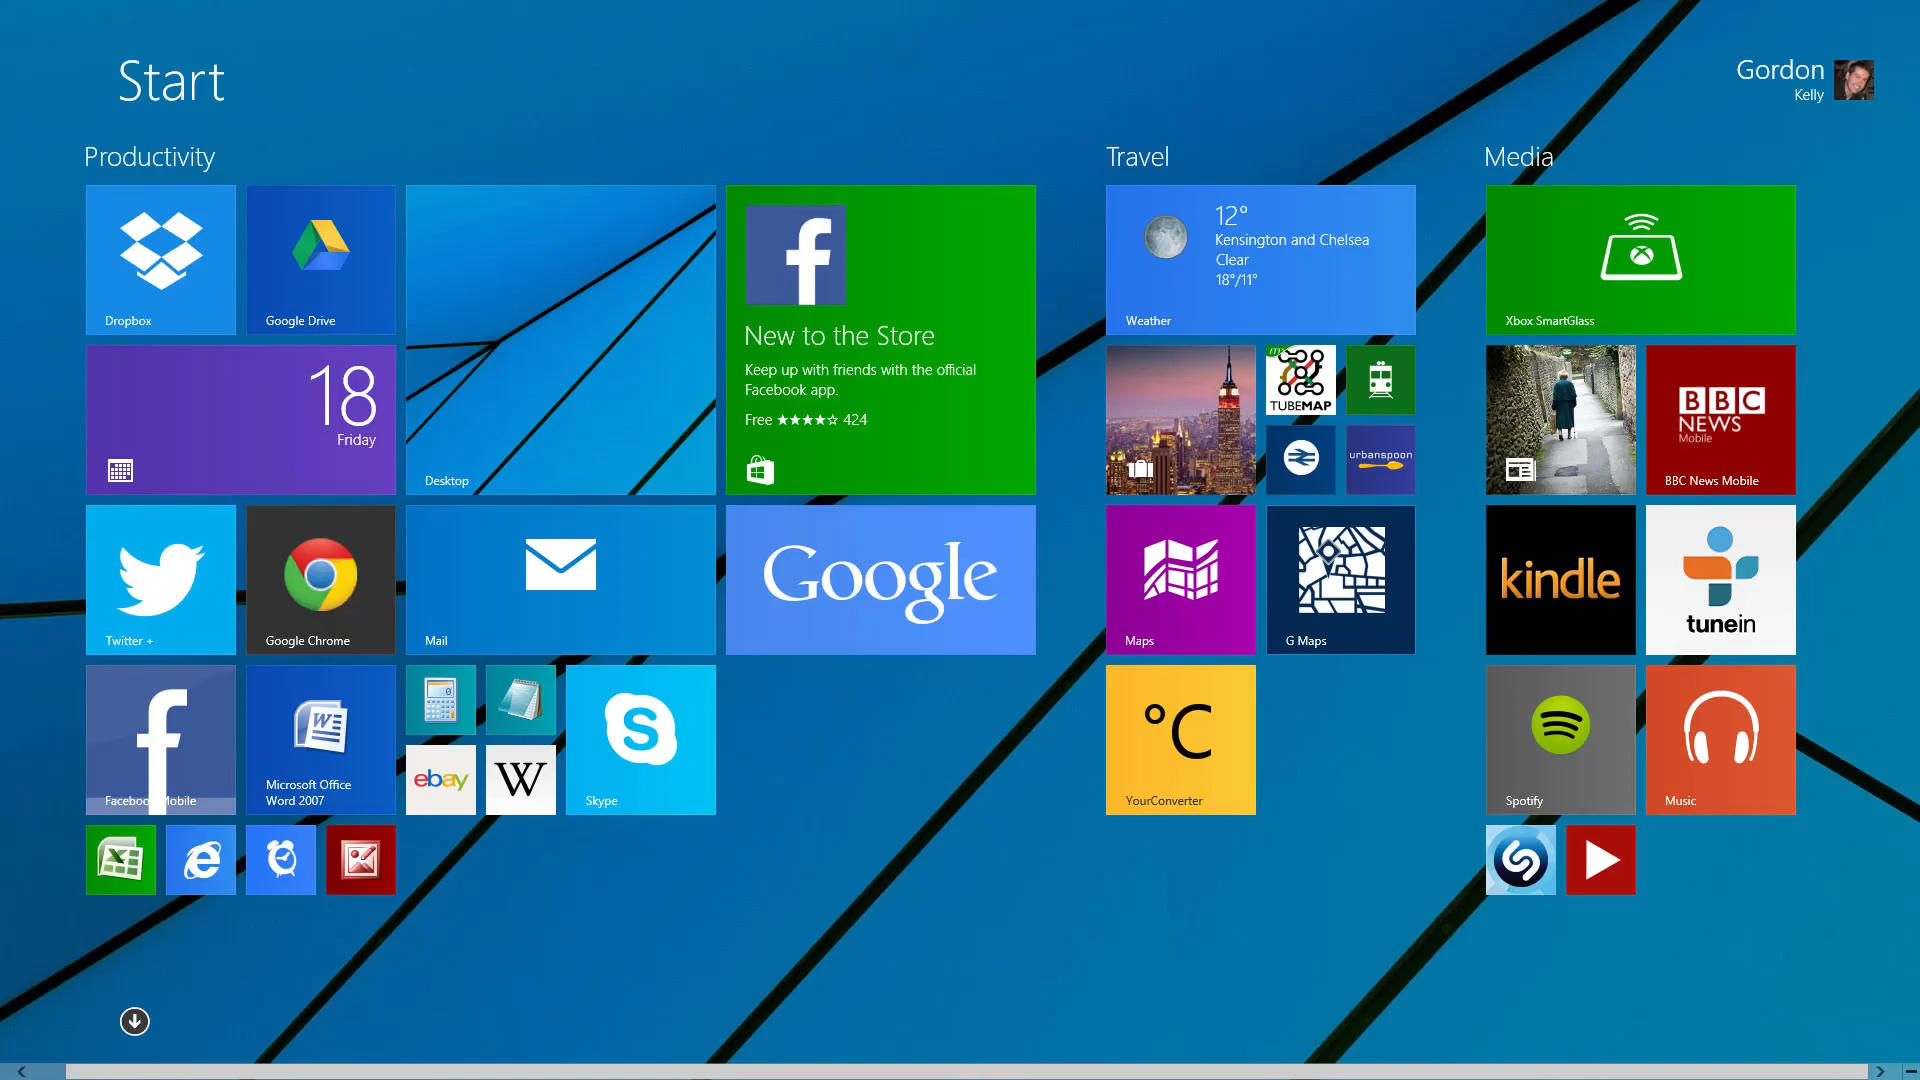 Start
Gordon
Kelly
Productivity
Dropbox
Google Drive
18
Friday
Desktop
New to the Store
Keep up with friends with the official
Facebook app.
Free ★★★★☆ 424
Twitter +
Google Chrome
Mail
Google
Facebook Mobile
Microsoft Office
Word 2007
0
ebay
W
S
Skype
Travel
12°
Kensington and Chelsea
Clear
18°/11°
Weather
mx
TUBEMAP
urbanspoon
Maps
G Maps
°C
YourConverter
Media
Xbox SmartGlass
BBC
NEWS
Mobile
BBC News Mobile
kindle
tunein
Spotify
Music